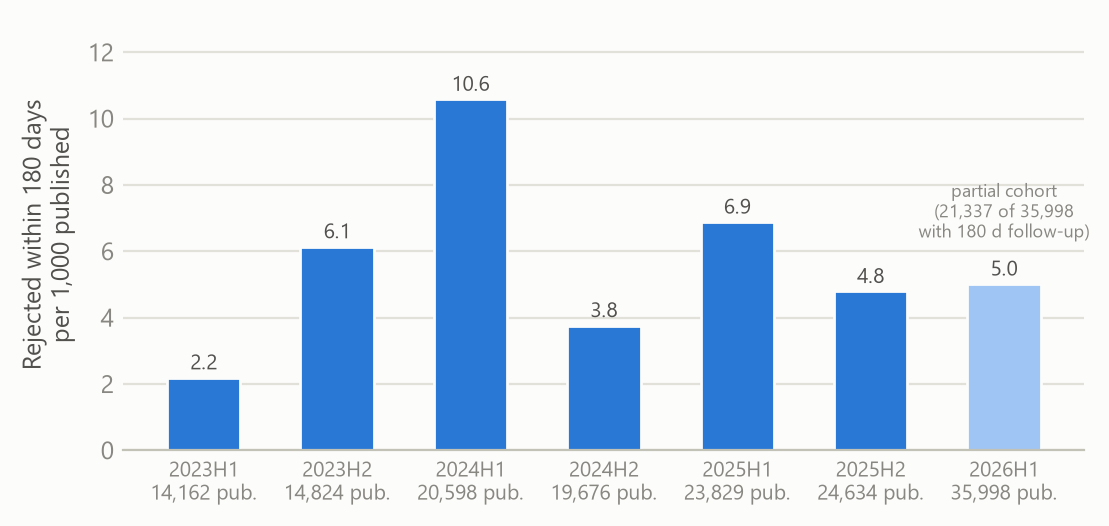 Rejected within 180 days
per 1,000 published
12
10
8
6
4
2
0
2.2
6.1
10.6
3.8
6.9
4.8
5.0
partial cohort
(21,337 of 35,998
with 180 d follow-up)
2023H1
14,162 pub.
2023H2
14,824 pub.
2024H1
20,598 pub.
2024H2
19,676 pub.
2025H1
23,829 pub.
2025H2
24,634 pub.
2026H1
35,998 pub.